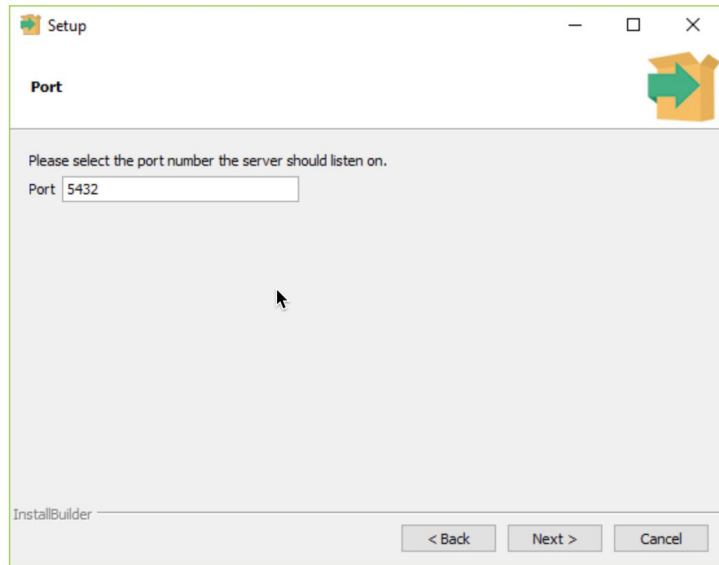 Setup
Port
Please select the port number the server should listen on.
Port 5432
InstallBuilder
< Back Next > Cancel